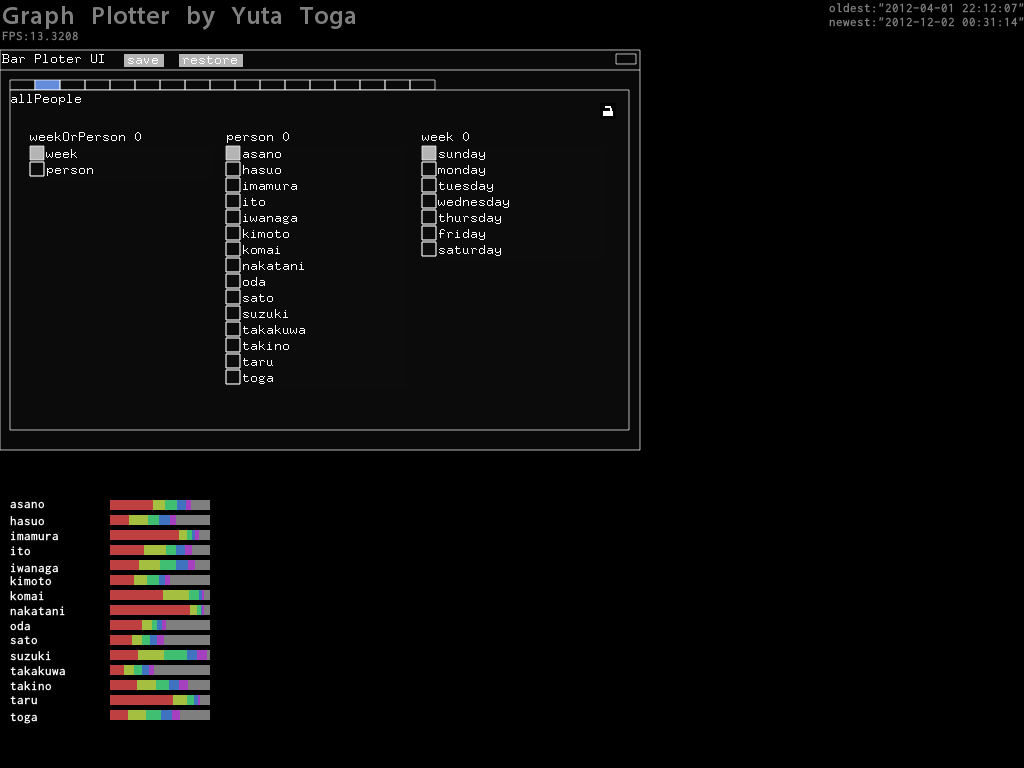 Graph Plotter by Yuta Toga
oldest:"2012-04-01 22:12:07"
newest:"2012-12-02 00:31:14"
FPS:13.3208
Bar Ploter UI save restore
allPeople
weekOrPerson 0
week
person
person 0
asano
hasuo
imamura
ito
iwanaga
kimoto
komai
nakatani
oda
sato
suzuki
takakuwa
takino
taru
toga
week 0
sunday
monday
tuesday
wednesday
thursday
friday
saturday
asano
hasuo
imamura
ito
iwanaga
kimoto
komai
nakatani
oda
sato
suzuki
takakuwa
takino
taru
toga